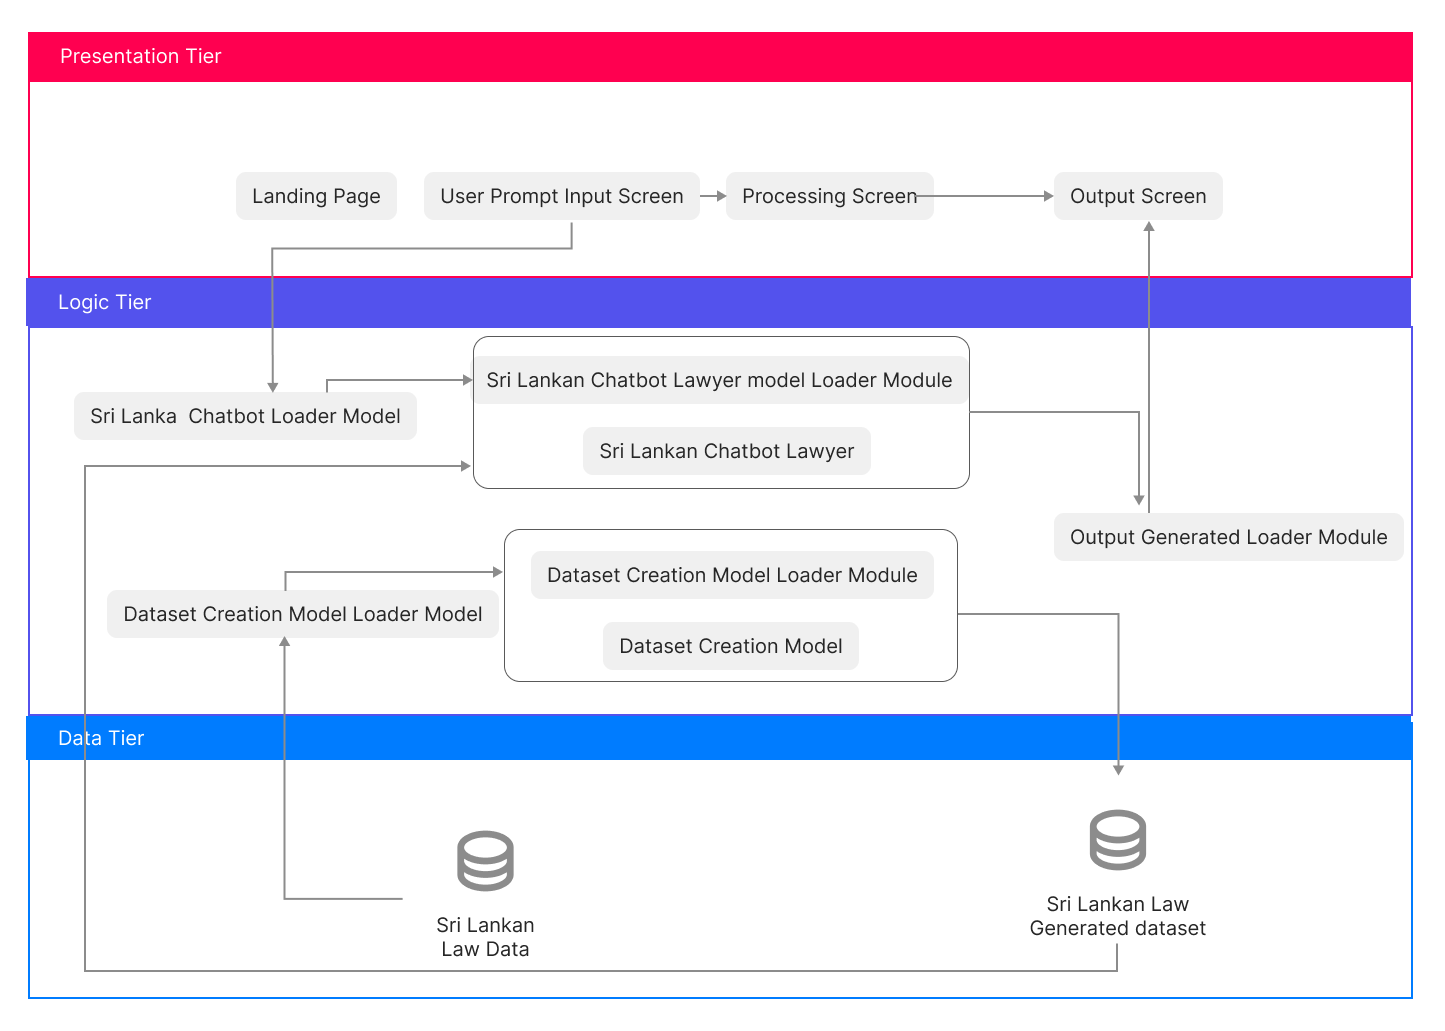 Presentation Tier
Landing Page
User Prompt Input Screen
Processing Screen
Output Screen
Logic Tier
Sri Lankan Chatbot Lawyer model Loader Module
Sri Lanka  Chatbot Loader Model
Sri Lankan Chatbot Lawyer
Output Generated Loader Module
Dataset Creation Model Loader Module
Dataset Creation Model Loader Model
Dataset Creation Model
Data Tier
Sri Lankan
Law Data
Sri Lankan Law
Generated dataset